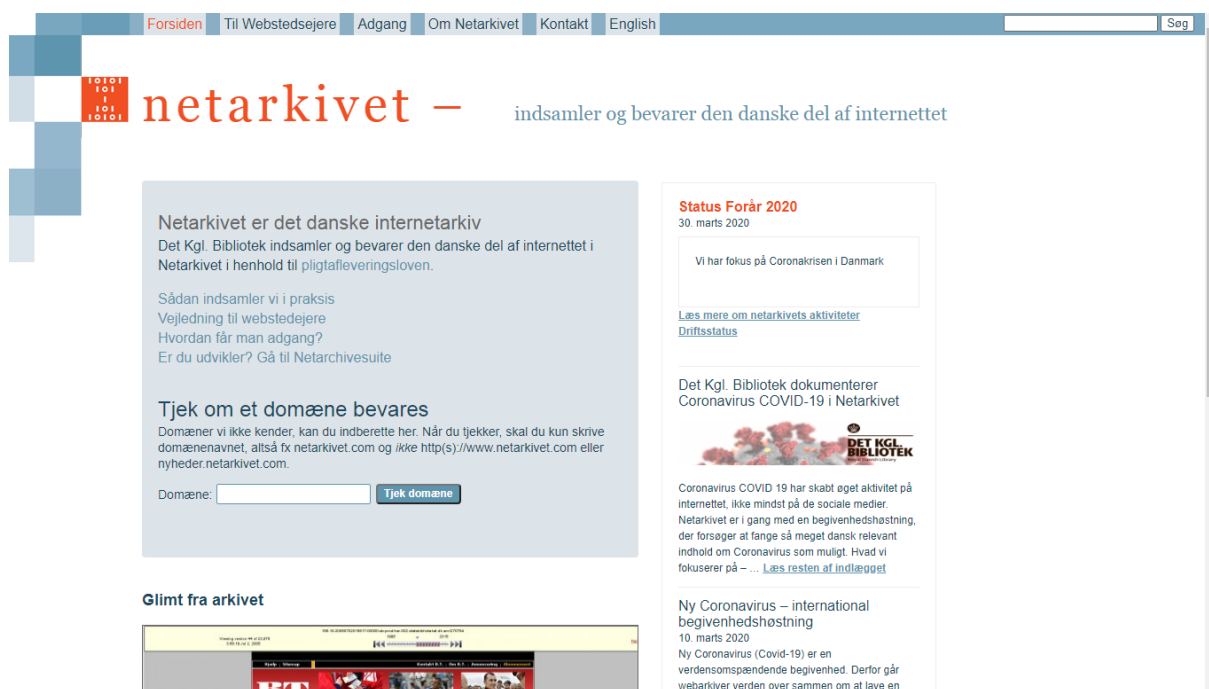 Forsiden Til Webstedsejere Adgang Om Netarkivet Kontakt English Søg
10101
101
1
101
10101
netarkivet –
indsamler og bevarer den danske del af internettet
Netarkivet er det danske internetarkiv
Det Kgl. Bibliotek indsamler og bevarer den danske del af internettet i
Netarkivet i henhold til pligtafleveringsloven.
Sådan indsamler vi i praksis
Vejledning til webstedejere
Hvordan får man adgang?
Er du udvikler? Gå til Netarchivesuite
Tjek om et domæne bevares
Domæner vi ikke kender, kan du indberette her. Når du tjekker, skal du kun skrive
domænenavnet, altså fx netarkivet.com og ikke http(s)://www.netarkivet.com eller
nyheder.netarkivet.com.
Domæne: Tjek domæne
Glimt fra arkivet
BT
Status Forår 2020
30. marts 2020
Vi har fokus på Coronakrisen i Danmark
Læs mere om netarkivets aktiviteter
Driftsstatus
Det Kgl. Bibliotek dokumenterer
Coronavirus COVID-19 i Netarkivet
DET KGL.
BIBLIOTEK
Coronavirus COVID 19 har skabt øget aktivitet på
internettet, ikke mindst på de sociale medier.
Netarkivet er i gang med en begivenhedshøstning,
der forsøger at fange så meget dansk relevant
indhold om Coronavirus som muligt. Hvad vi
fokuserer på – … Læs resten af indlægget
Ny Coronavirus – international
begivenhedshøstning
10. marts 2020
Ny Coronavirus (Covid-19) er en
verdensomspændende begivenhed. Derfor går
webarkiver verden over sammen om at lave en